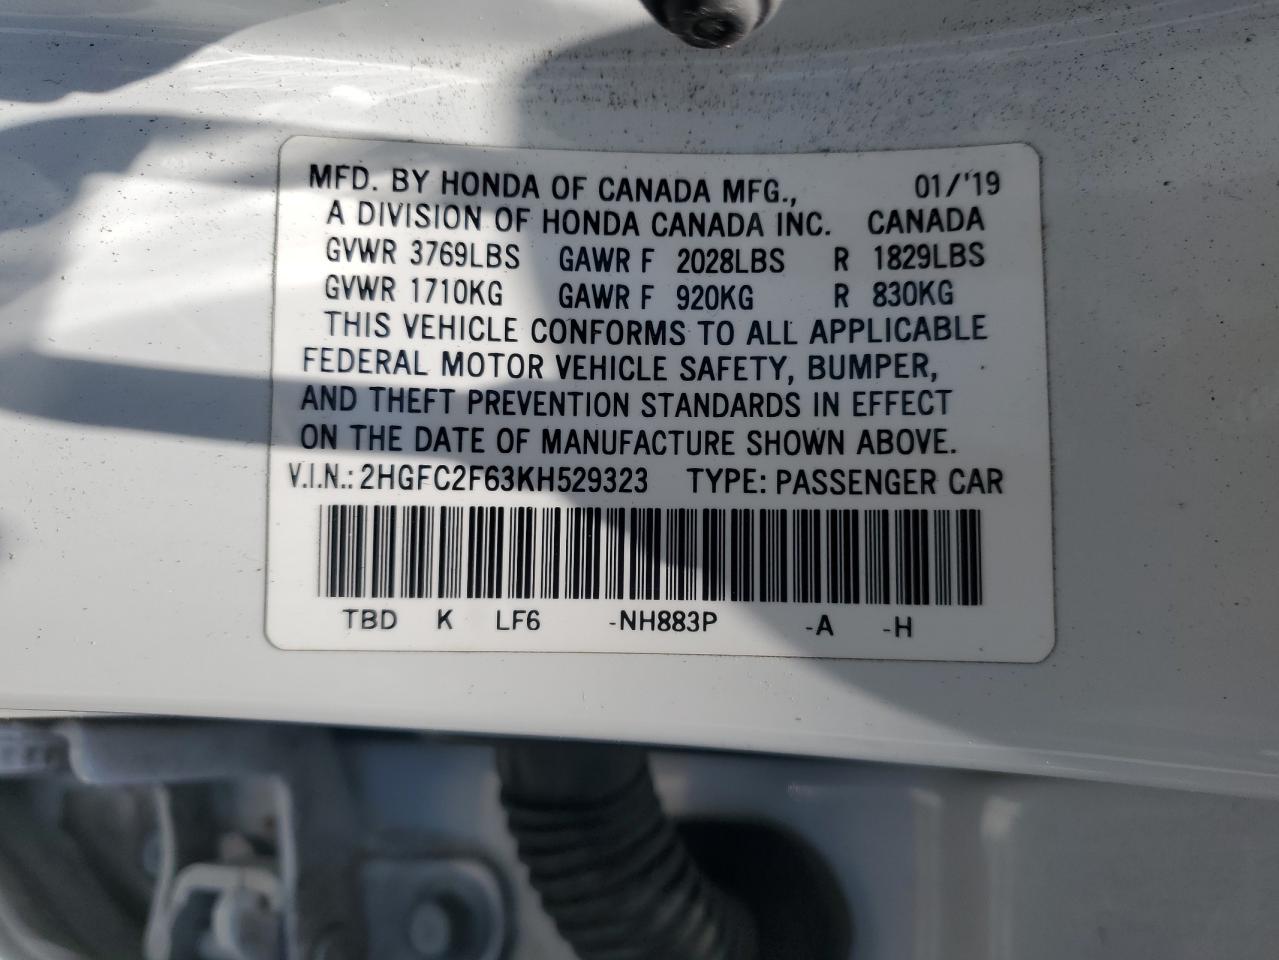 MFD. BY HONDA OF CANADA MFG., 01/'19
A DIVISION OF HONDA CANADA INC. CANADA
GVWR 3769LBS GAWR F 2028LBS R 1829LBS
GVWR 1710KG GAWR F 920KG R 830KG
THIS VEHICLE CONFORMS TO ALL APPLICABLE
FEDERAL MOTOR VEHICLE SAFETY, BUMPER,
AND THEFT PREVENTION STANDARDS IN EFFECT
ON THE DATE OF MANUFACTURE SHOWN ABOVE.
V.I.N.: 2HGFC2F63KH529323 TYPE: PASSENGER CAR
TBD K LF6 -NH883P -A -H